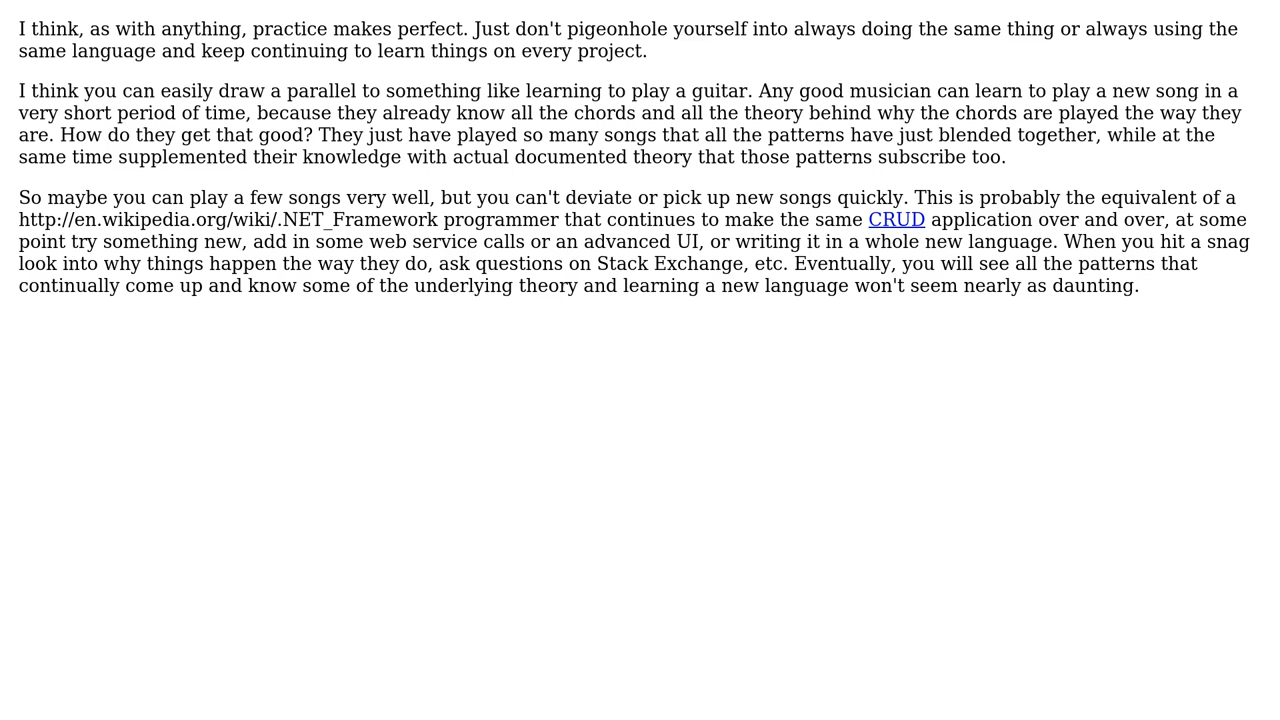 I think, as with anything, practice makes perfect. Just don't pigeonhole yourself into always doing the same thing or always using the
same language and keep continuing to learn things on every project.
I think you can easily draw a parallel to something like learning to play a guitar. Any good musician can learn to play a new song in a
very short period of time, because they already know all the chords and all the theory behind why the chords are played the way they
are. How do they get that good? They just have played so many songs that all the patterns have just blended together, while at the
same time supplemented their knowledge with actual documented theory that those patterns subscribe too.
So maybe you can play a few songs very well, but you can't deviate or pick up new songs quickly. This is probably the equivalent of a
http://en.wikipedia.org/wiki/.NET_Framework programmer that continues to make the same CRUD application over and over, at some
point try something new, add in some web service calls or an advanced UI, or writing it in a whole new language. When you hit a snag
look into why things happen the way they do, ask questions on Stack Exchange, etc. Eventually, you will see all the patterns that
continually come up and know some of the underlying theory and learning a new language won't seem nearly as daunting.